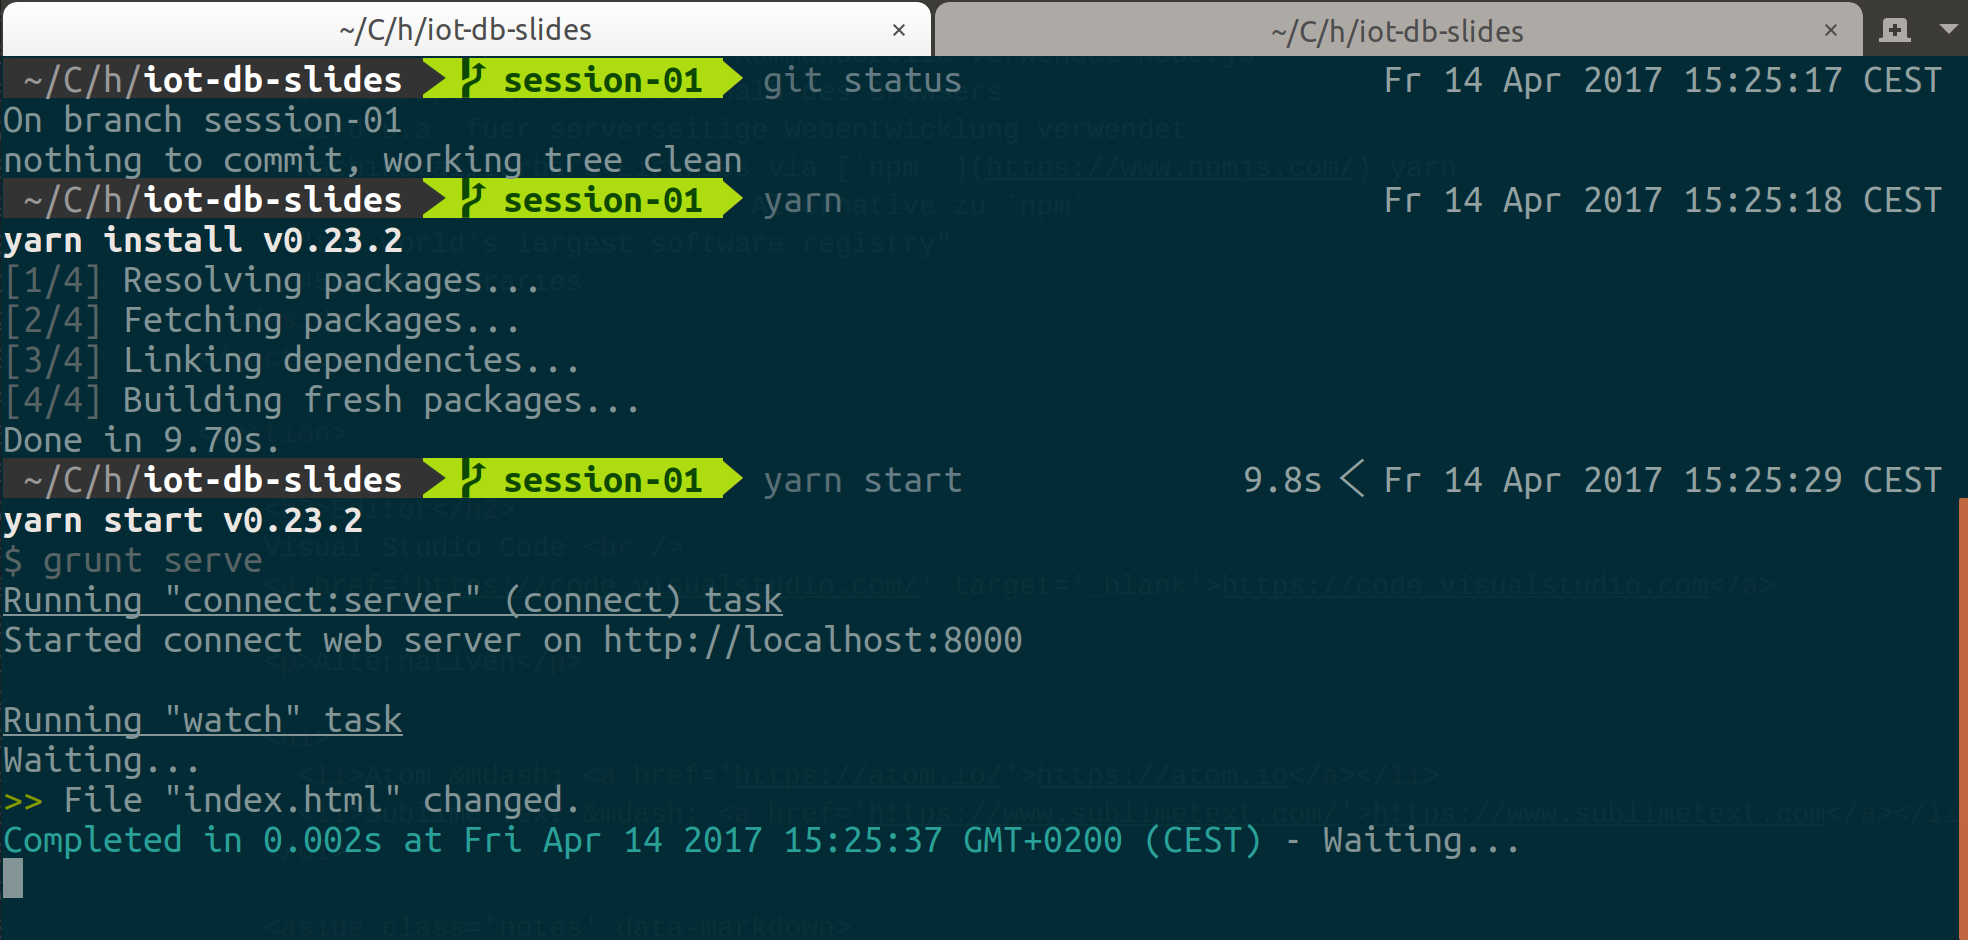 ~/C/h/iot-db-slides × ~/C/h/iot-db-slides ×
~/C/h/iot-db-slides session-01 git status Fr 14 Apr 2017 15:25:17 CEST
On branch session-01
nothing to commit, working tree clean
~/C/h/iot-db-slides session-01 yarn Fr 14 Apr 2017 15:25:18 CEST
yarn install v0.23.2
[1/4] Resolving packages...
[2/4] Fetching packages...
[3/4] Linking dependencies...
[4/4] Building fresh packages...
Done in 9.70s.
~/C/h/iot-db-slides session-01 yarn start 9.8s Fr 14 Apr 2017 15:25:29 CEST
yarn start v0.23.2
$ grunt serve
Running "connect:server" (connect) task
Started connect web server on http://localhost:8000
Running "watch" task
Waiting...
>> File "index.html" changed.
Completed in 0.002s at Fri Apr 14 2017 15:25:37 GMT+0200 (CEST) - Waiting...